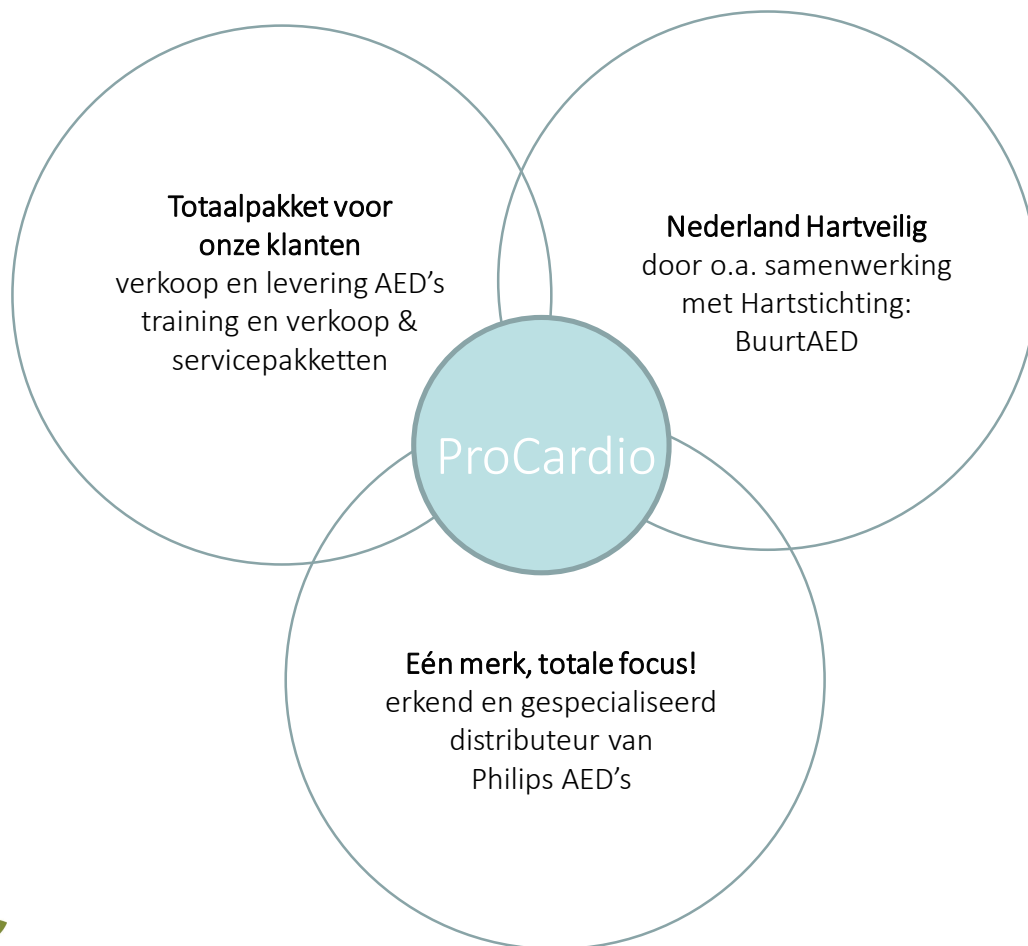 Totaalpakket voor
onze klanten
verkoop en levering AED's
training en verkoop &
servicepakketten
Nederland Hartveilig
door o.a. samenwerking
met Hartstichting:
BuurtAED
ProCardio
Eén merk, totale focus!
erkend en gespecialiseerd
distributeur van
Philips AED's